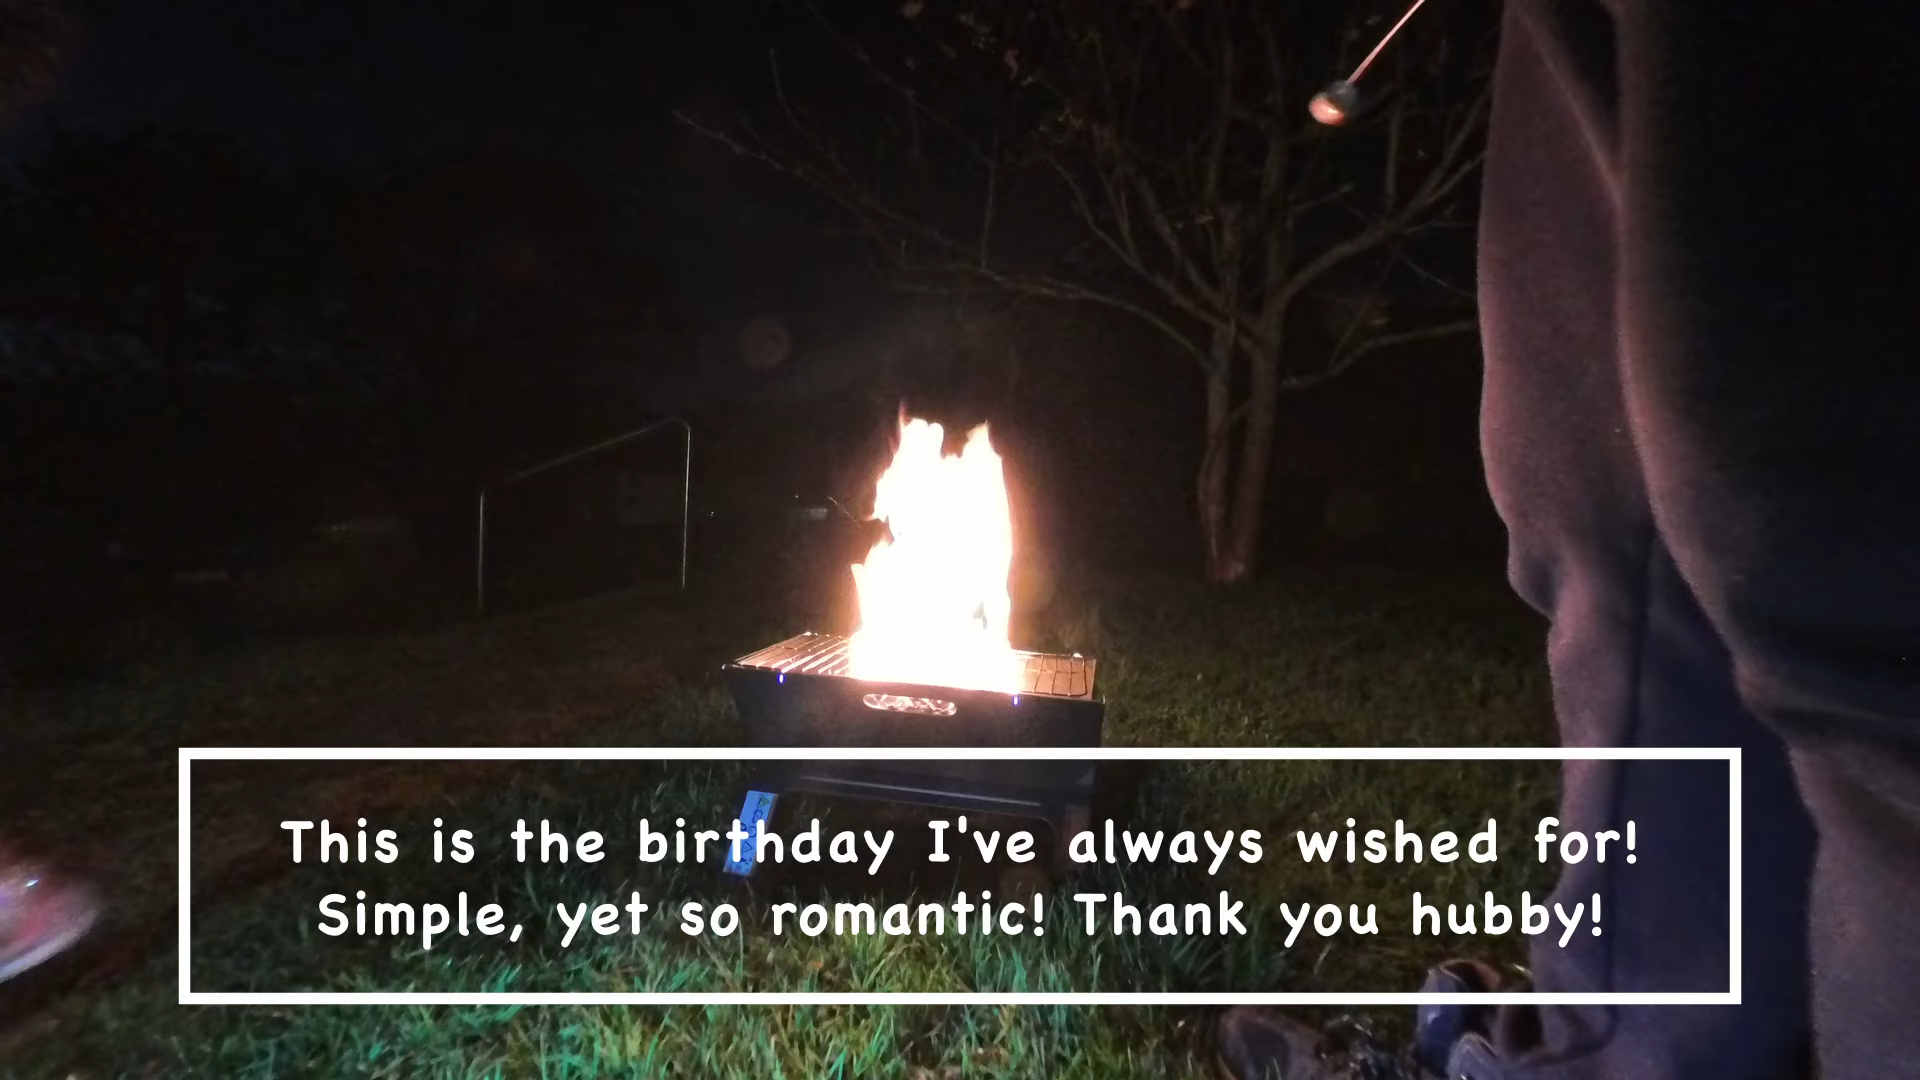 This is the birthday I've always wished for!
Simple, yet so romantic! Thank you hubby!